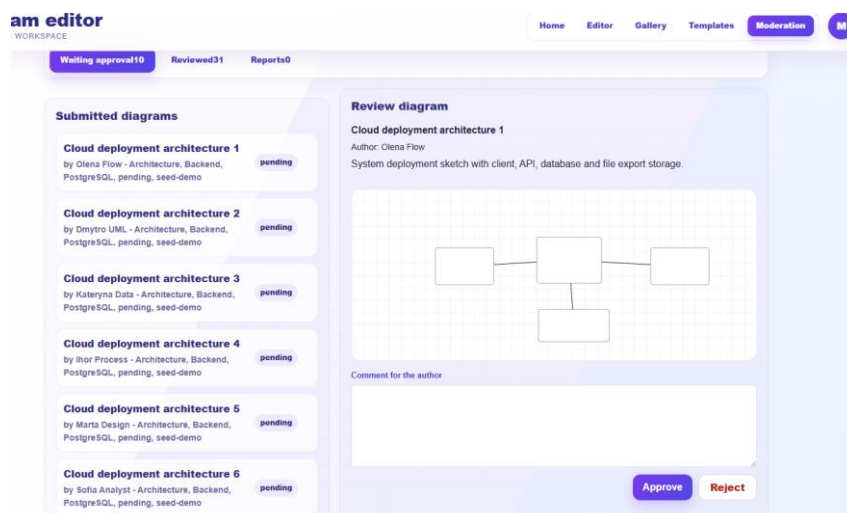 am editor
WORKSPACE
Home Editor Gallery Templates Moderation M
Waiting approval10 Reviewed31 Reports0
Submitted diagrams
Cloud deployment architecture 1
by Olena Flow - Architecture, Backend,
PostgreSQL, pending, seed-demo
pending
Cloud deployment architecture 2
by Dmytro UML - Architecture, Backend,
PostgreSQL, pending, seed-demo
pending
Cloud deployment architecture 3
by Kateryna Data - Architecture, Backend,
PostgreSQL, pending, seed-demo
pending
Cloud deployment architecture 4
by Ihor Process - Architecture, Backend,
PostgreSQL, pending, seed-demo
pending
Cloud deployment architecture 5
by Marta Design - Architecture, Backend,
PostgreSQL, pending, seed-demo
pending
Cloud deployment architecture 6
by Sofia Analyst - Architecture, Backend,
PostgreSQL, pending, seed-demo
pending
Review diagram
Cloud deployment architecture 1
Author: Olena Flow
System deployment sketch with client, API, database and file export storage.
Comment for the author
Approve Reject